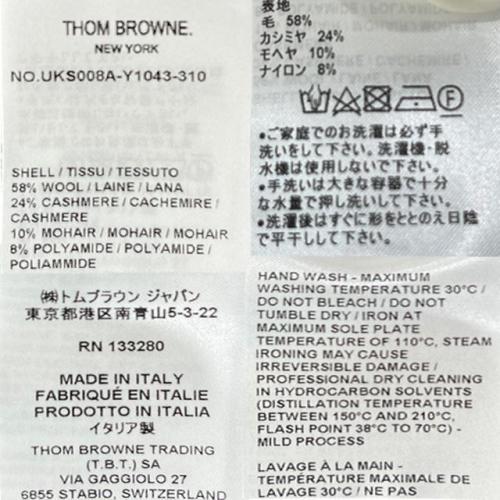 THOM BROWNE.
NEW YORK
NO.UKS008A-Y1043-310
SHELL / TISSU / TESSUTO
58% WOOL / LAINE / LANA
24% CASHMERE / CACHEMIRE /
CASHMERE
10% MOHAIR / MOHAIR / MOHAIR
8% POLYAMIDE / POLYAMIDE /
POLIAMMIDE
表地
毛 58%
カシミヤ 24%
モヘヤ 10%
ナイロン 8%
●ご家庭でのお洗濯は必ず手
洗いをして下さい。洗濯機・脱
水機は使用しないで下さい。
●手洗いは大きな容器で十分
な水量で押し洗いして下さい。
●洗濯後はすぐに形をととのえ日陰
で平干しして下さい。
㈱トムブラウン ジャパン
東京都港区南青山5-3-22
RN 133280
MADE IN ITALY
FABRIQUÉ EN ITALIE
PRODOTTO IN ITALIA
イタリア製
THOM BROWNE TRADING
(T.B.T.) SA
VIA GAGGIOLO 27
6855 STABIO, SWITZERLAND
HAND WASH - MAXIMUM
WASHING TEMPERATURE 30°C /
DO NOT BLEACH / DO NOT
TUMBLE DRY / IRON AT
MAXIMUM SOLE PLATE
TEMPERATURE OF 110°C, STEAM
IRONING MAY CAUSE
IRREVERSIBLE DAMAGE /
PROFESSIONAL DRY CLEANING
IN HYDROCARBON SOLVENTS
(DISTILLATION TEMPERATURE
BETWEEN 150°C AND 210°C,
FLASH POINT 38°C TO 70°C) -
MILD PROCESS
LAVAGE À LA MAIN -
TEMPÉRATURE MAXIMALE DE
LAVAGE 30°C / NE PAS